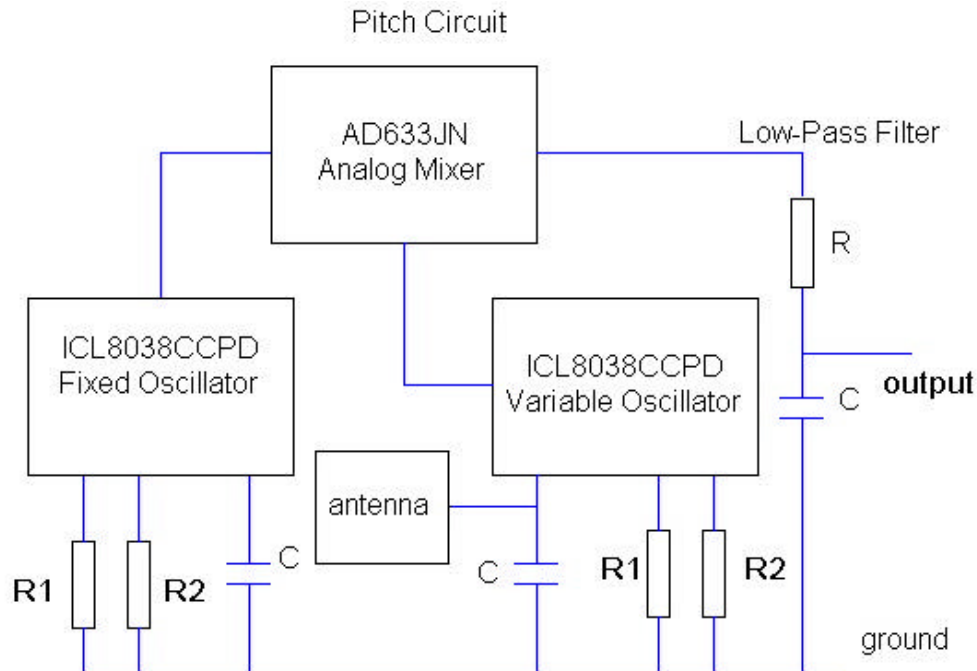 Pitch Circuit
AD633JN
Analog Mixer
Low-Pass Filter
R
ICL8038CCPD
Fixed Oscillator
ICL8038CCPD
Variable Oscillator
C
output
antenna
R1
R2
C
C
R1
R2
ground